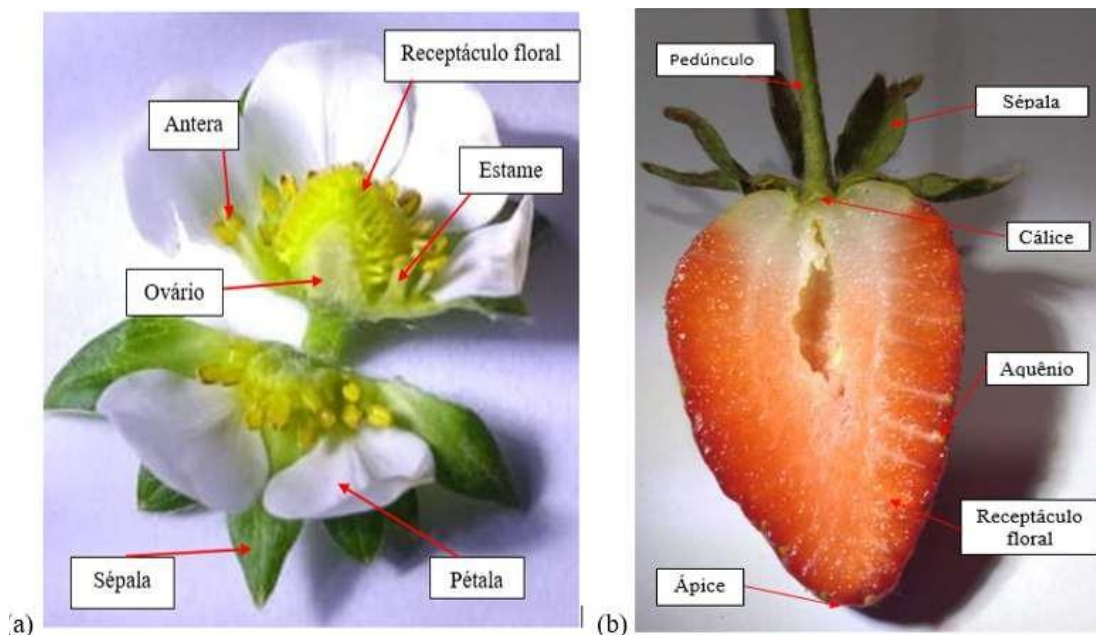 Receptáculo floral
Antera
Estame
Ovário
Sépala
Pétala
(a)
Pedúnculo
Sépala
Cálice
Aquênio
Receptáculo
floral
Ápice
(b)